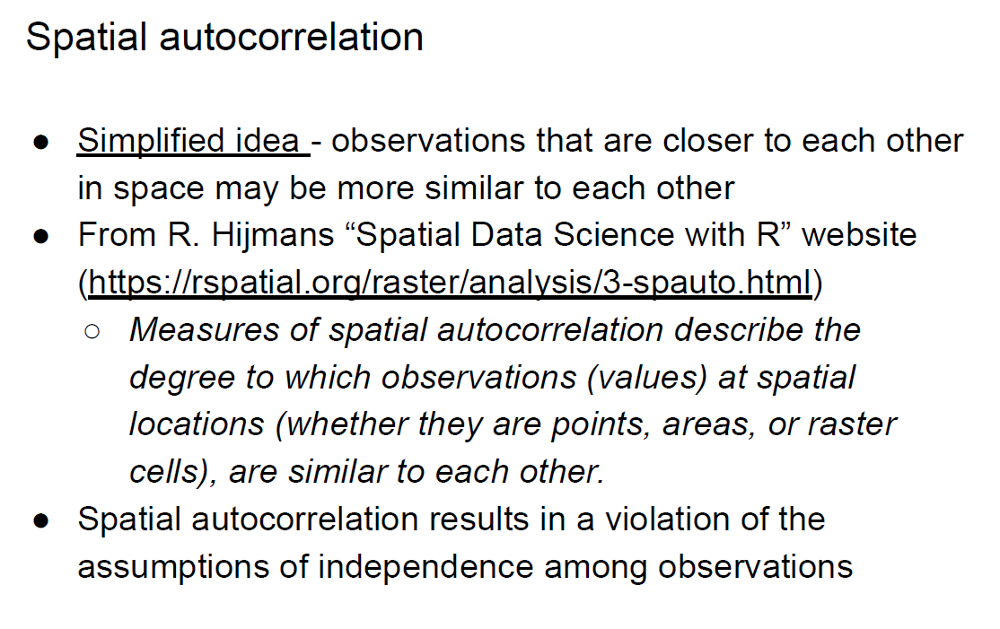 Spatial autocorrelation
● Simplified idea - observations that are closer to each other
in space may be more similar to each other
● From R. Hijmans “Spatial Data Science with R” website
(https://rspatial.org/raster/analysis/3-spauto.html)
○ Measures of spatial autocorrelation describe the
degree to which observations (values) at spatial
locations (whether they are points, areas, or raster
cells), are similar to each other.
● Spatial autocorrelation results in a violation of the
assumptions of independence among observations